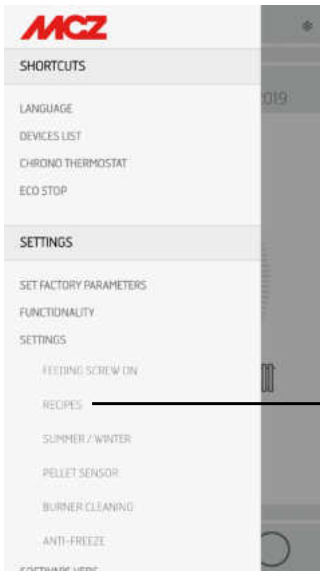 MCZ
SHORTCUTS
2019
LANGUAGE
DEVICES LIST
CHRONO THERMOSTAT
ECO STOP
SETTINGS
SET FACTORY PARAMETERS
FUNCTIONALITY
SETTINGS
FEEDING SCREW ON
RECIPES
SUMMER / WINTER
PELLET SENSOR
BURNER CLEANING
ANTI-FREEZE